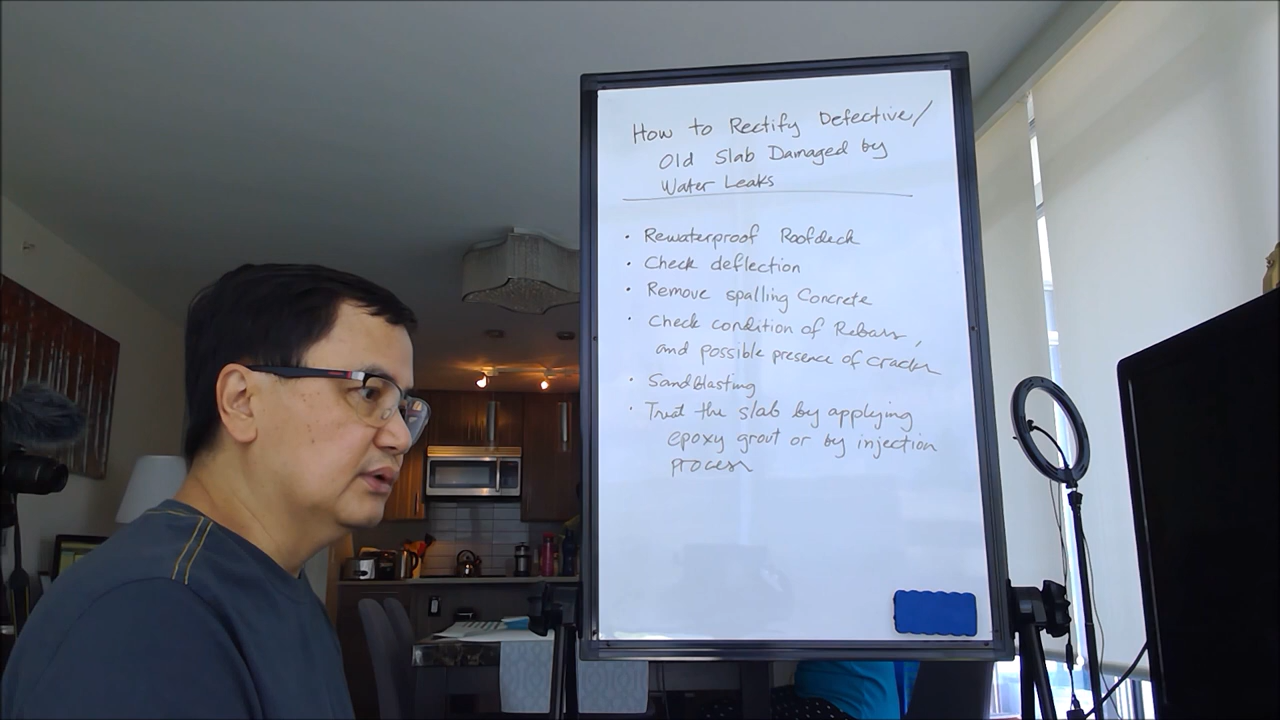 How to Rectify Defective/
Old Slab Damaged by
Water Leaks
• Rewaterproof Roofdeck
• Check deflection
• Remove spalling Concrete
• Check condition of Rebars,
and possible presence of cracks
• Sandblasting
• Treat the slab by applying
epoxy grout or by injection
process